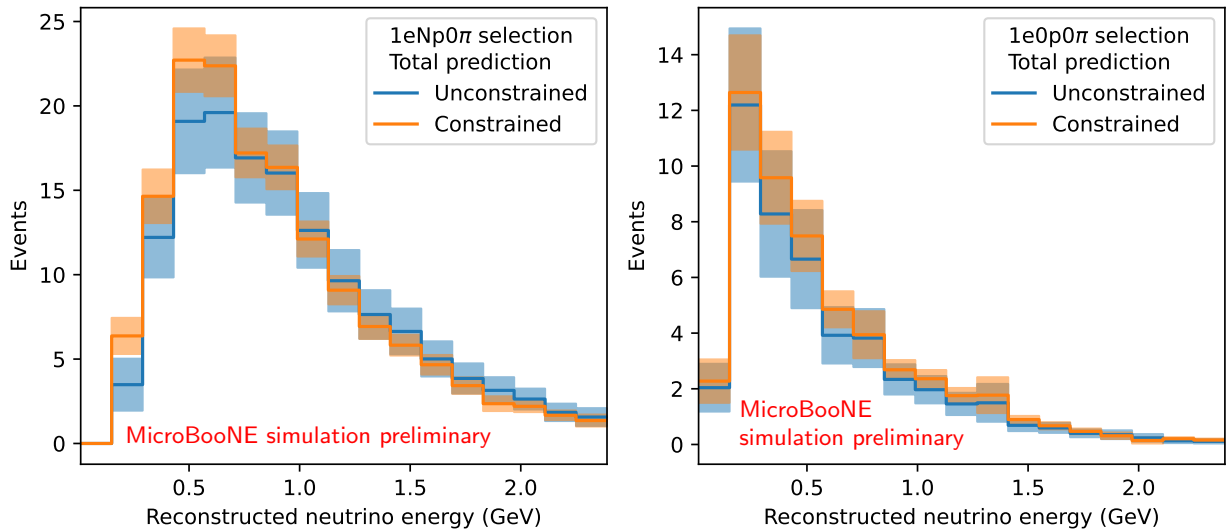 1eNp0π selection
Total prediction
Unconstrained
Constrained
25
20
15
10
5
0
Events
MicroBooNE simulation preliminary
0.5
1.0
1.5
2.0
Reconstructed neutrino energy (GeV)
1e0p0π selection
Total prediction
Unconstrained
Constrained
14
12
10
8
6
4
2
0
Events
MicroBooNE
simulation preliminary
0.5
1.0
1.5
2.0
Reconstructed neutrino energy (GeV)